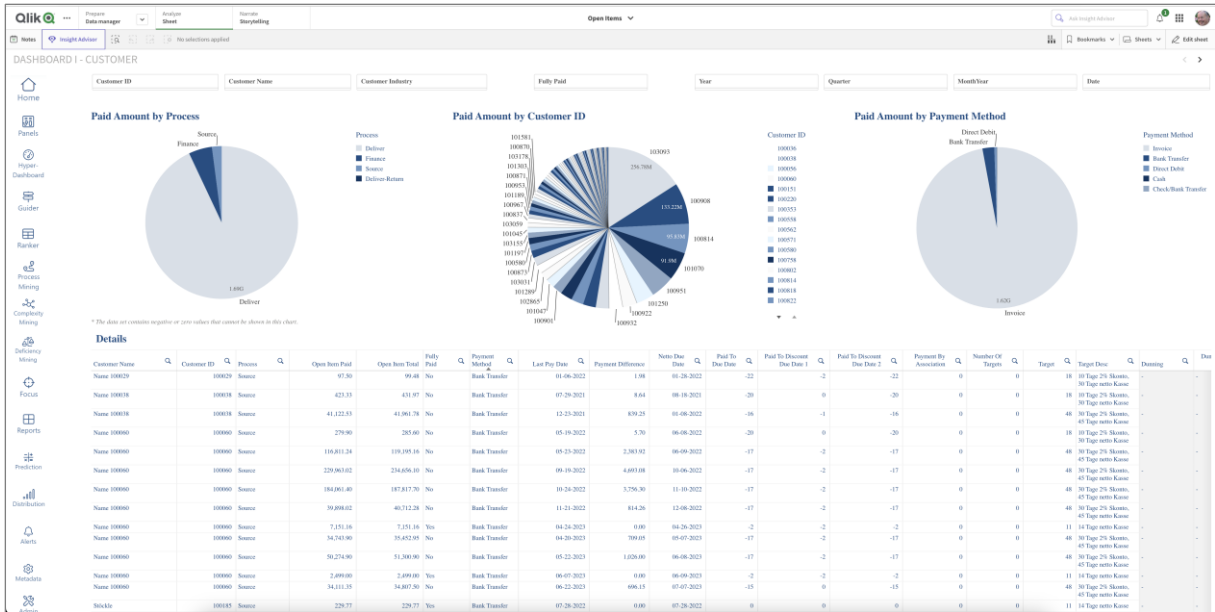 Qlik
Prepare
Data manager
Analyze
Sheet
Narrate
Storytelling
Open Items
Ask Insight Advisor
Notes
Insight Advisor
No selections applied
Bookmarks
Sheets
Edit sheet
DASHBOARD I - CUSTOMER
Customer ID
Customer Name
Customer Industry
Fully Paid
Year
Quarter
MonthYear
Date
Home
Panels
Hyper-
Dashboard
Guider
Ranker
Process
Mining
Complexity
Mining
Deficiency
Mining
Focus
Reports
Prediction
Distribution
Alerts
Metadata
Admin
Paid Amount by Process
Source
Finance
Deliver
Process
Deliver
Finance
Source
Deliver-Return
* The data set contains negative or zero values that cannot be shown in this chart.
Paid Amount by Customer ID
101581
100870
103178
101303
100871
100953
101189
100967
100837
103059
101045
103155
101197
100580
100873
103031
101289
102865
101047
100901
100932
100922
101250
100951
101070
100814
100908
103093
256.78M
133.22M
91.9M
Customer ID
100036
100038
100056
100060
100151
100220
100353
100558
100562
100571
100580
100758
100802
100814
100818
100822
Paid Amount by Payment Method
Direct Debit
Bank Transfer
Invoice
Payment Method
Invoice
Bank Transfer
Direct Debit
Cash
Check/Bank Transfer
Details
Customer Name Customer ID Process Open Item Paid Open Item Total Fully Paid Payment Method Last Pay Date Payment Difference Netto Due Date Paid To Due Date Paid To Discount Due Date 1 Paid To Discount Due Date 2 Payment By Association Number Of Targets Target Target Desc Dunning
Name 100029 100029 Source 97.50 99.48 No Bank Transfer 01-06-2022 1.98 01-28-2022 -22 -2 -22 0 0 18 10 Tage 2% Skonto,
30 Tage netto Kasse
Name 100038 100038 Source 423.33 431.97 No Bank Transfer 07-29-2021 8.64 08-18-2021 -20 0 -20 0 0 18 10 Tage 2% Skonto,
30 Tage netto Kasse
Name 100038 100038 Source 41,122.53 41,961.78 No Bank Transfer 12-23-2021 839.25 01-08-2022 -16 -1 -16 0 0 48 30 Tage 2% Skonto,
45 Tage netto Kasse
Name 100060 100060 Source 279.90 285.60 No Bank Transfer 05-19-2022 5.70 06-08-2022 -20 0 -20 0 0 18 10 Tage 2% Skonto,
30 Tage netto Kasse
Name 100060 100060 Source 116,811.24 119,195.16 No Bank Transfer 05-23-2022 2,383.92 06-09-2022 -17 -2 -17 0 0 48 30 Tage 2% Skonto,
45 Tage netto Kasse
Name 100060 100060 Source 229,963.02 234,656.10 No Bank Transfer 09-19-2022 4,693.08 10-06-2022 -17 -2 -17 0 0 48 30 Tage 2% Skonto,
45 Tage netto Kasse
Name 100060 100060 Source 184,061.40 187,817.70 No Bank Transfer 10-24-2022 3,756.30 11-10-2022 -17 -2 -17 0 0 48 30 Tage 2% Skonto,
45 Tage netto Kasse
Name 100060 100060 Source 39,898.02 40,712.28 No Bank Transfer 11-21-2022 814.26 12-08-2022 -17 -2 -17 0 0 48 30 Tage 2% Skonto,
45 Tage netto Kasse
Name 100060 100060 Source 7,151.16 7,151.16 Yes Bank Transfer 04-24-2023 0.00 04-26-2023 -2 -2 -2 0 0 11 14 Tage netto Kasse
Name 100060 100060 Source 34,743.90 35,452.95 No Bank Transfer 04-20-2023 709.05 05-07-2023 -17 -2 -17 0 0 48 30 Tage 2% Skonto,
45 Tage netto Kasse
Name 100060 100060 Source 50,274.90 51,300.90 No Bank Transfer 05-22-2023 1,026.00 06-08-2023 -17 -2 -17 0 0 48 30 Tage 2% Skonto,
45 Tage netto Kasse
Name 100060 100060 Source 2,499.00 2,499.00 Yes Bank Transfer 06-07-2023 0.00 06-09-2023 -2 -2 -2 0 0 11 14 Tage netto Kasse
Name 100060 100060 Source 34,111.35 34,807.50 No Bank Transfer 06-22-2023 696.15 07-07-2023 -15 0 -15 0 0 48 30 Tage 2% Skonto,
45 Tage netto Kasse
Stöckle 100185 Source 229.77 229.77 Yes Bank Transfer 07-28-2022 0.00 07-28-2022 0 0 0 0 0 11 14 Tage netto Kasse